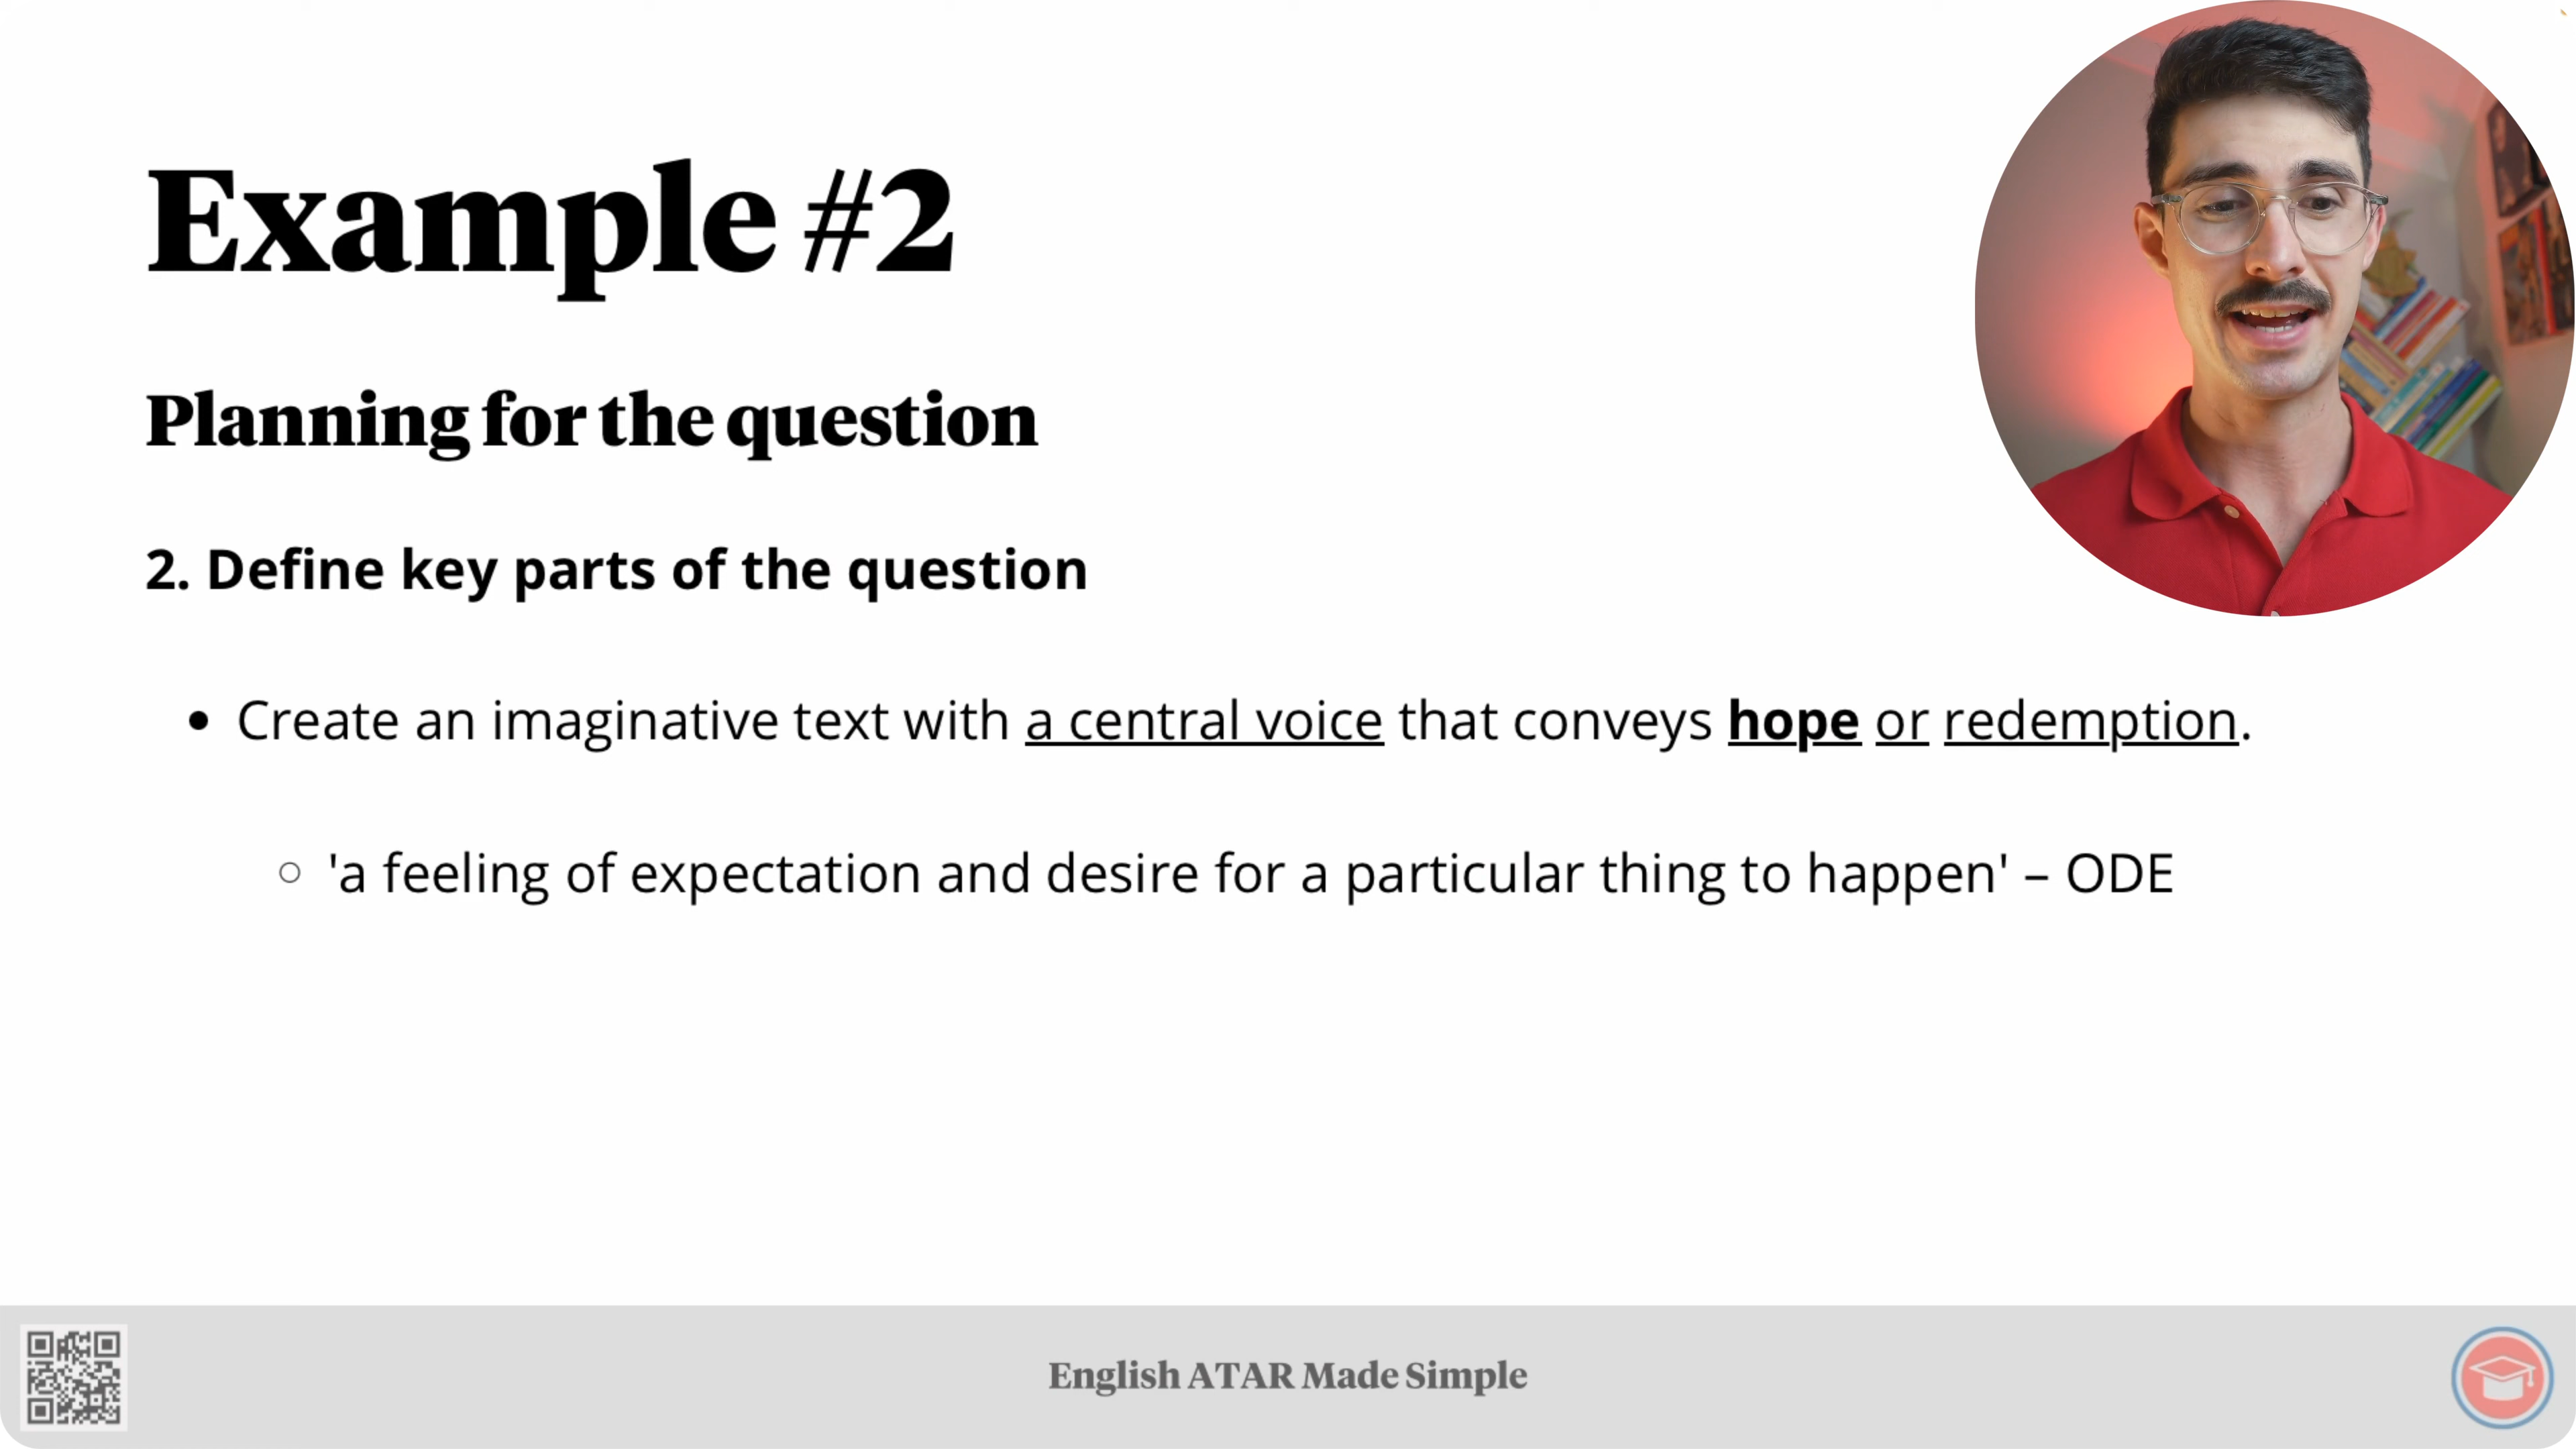 Example #2
Planning for the question
2. Define key parts of the question
• Create an imaginative text with a central voice that conveys hope or redemption.
○ 'a feeling of expectation and desire for a particular thing to happen' – ODE
English ATAR Made Simple